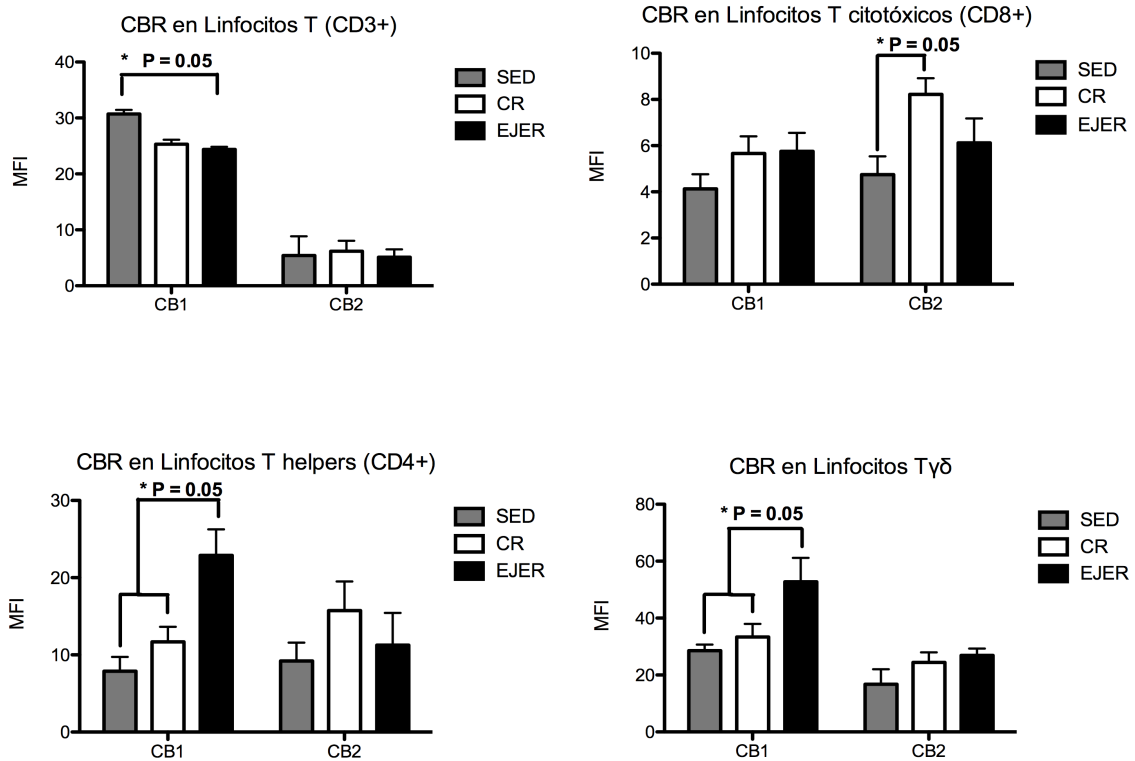 CBR en Linfocitos T (CD3+)
* P = 0.05
SED
CR
EJER
MFI
40
30
20
10
0
CB1 CB2
CBR en Linfocitos T citotóxicos (CD8+)
* P = 0.05
SED
CR
EJER
MFI
10
8
6
4
2
0
CB1 CB2
CBR en Linfocitos T helpers (CD4+)
* P = 0.05
SED
CR
EJER
MFI
30
20
10
0
CB1 CB2
CBR en Linfocitos Tγδ
* P = 0.05
SED
CR
EJER
MFI
80
60
40
20
0
CB1 CB2